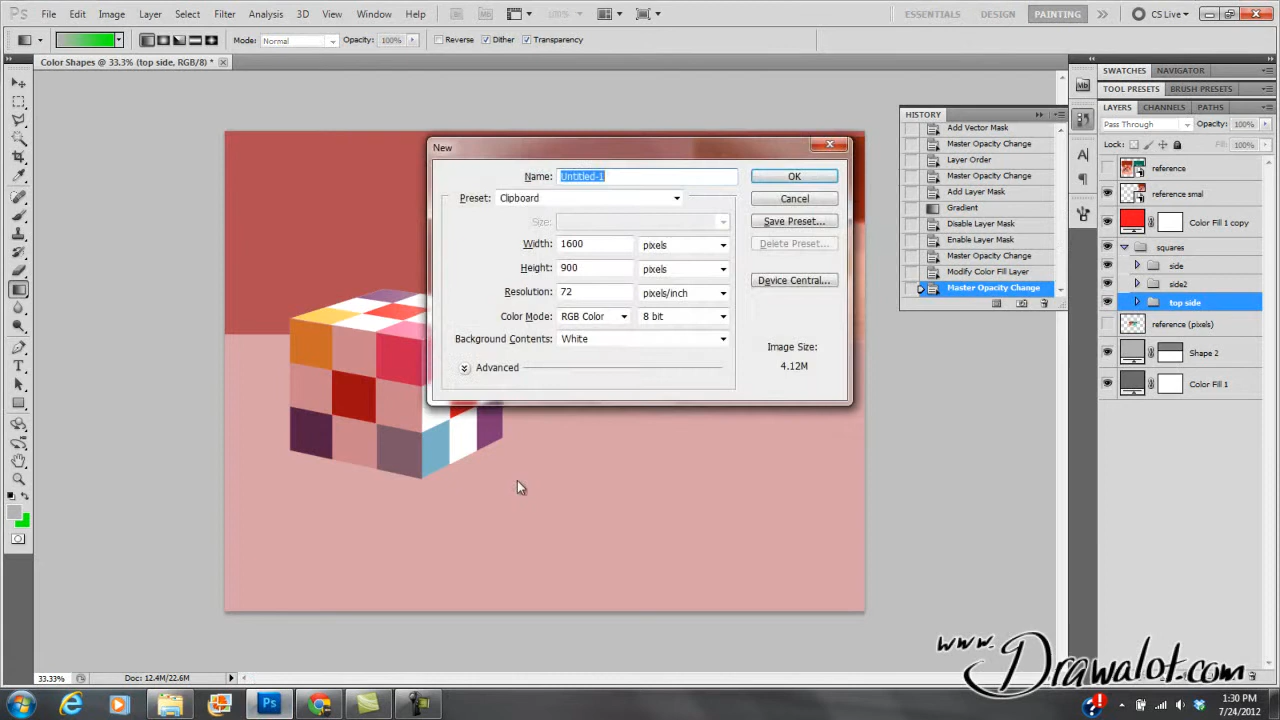 File Edit Image Layer Select Filter Analysis 3D View Window Help Mb 100% ESSENTIALS DESIGN PAINTING CS Live
Mode: Normal Opacity: 100% Reverse Dither Transparency
Color Shapes @ 33.3% (top side, RGB/8) *
New
Name: Untitled-1
Preset: Clipboard
Size:
Width: 1600 pixels
Height: 900 pixels
Resolution: 72 pixels/inch
Color Mode: RGB Color 8 bit
Background Contents: White
Advanced
OK
Cancel
Save Preset...
Delete Preset...
Device Central...
Image Size:
4.12M
HISTORY
Add Vector Mask
Master Opacity Change
Layer Order
Master Opacity Change
Add Layer Mask
Gradient
Disable Layer Mask
Enable Layer Mask
Master Opacity Change
Modify Color Fill Layer
Master Opacity Change
Mb
A
SWATCHES NAVIGATOR
TOOL PRESETS BRUSH PRESETS
LAYERS CHANNELS PATHS
Pass Through Opacity: 100%
Lock: Fill: 100%
reference
reference smal
Color Fill 1 copy
squares
side
side2
top side
reference (pixels)
Shape 2
Color Fill 1
T
33.33% Doc: 12.4M/22.6M
www.
Drawalot.com
Ps
1:30 PM
7/24/2012